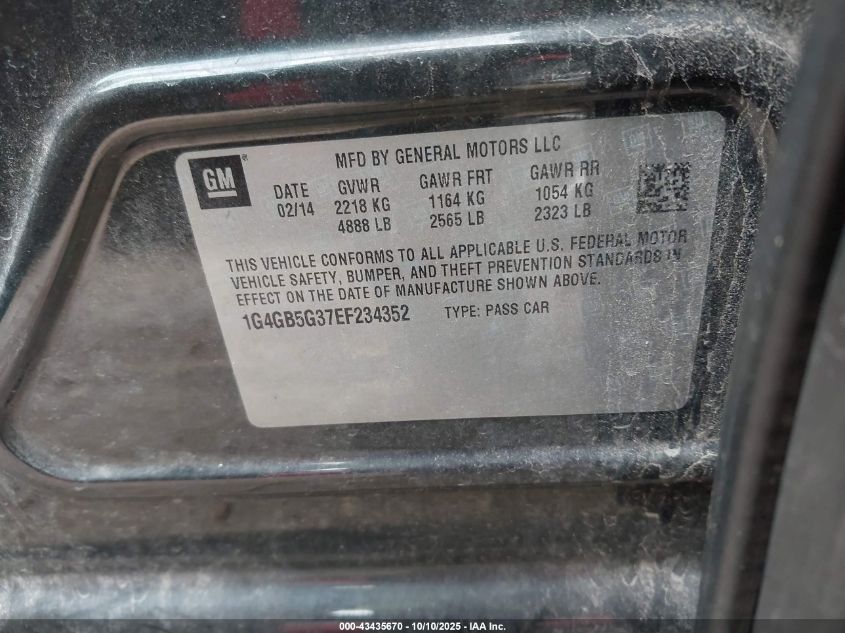 GM
MFD BY GENERAL MOTORS LLC
DATE GVWR GAWR FRT GAWR RR
02/14 2218 KG 1164 KG 1054 KG
4888 LB 2565 LB 2323 LB
THIS VEHICLE CONFORMS TO ALL APPLICABLE U.S. FEDERAL MOTOR
VEHICLE SAFETY, BUMPER, AND THEFT PREVENTION STANDARDS IN
EFFECT ON THE DATE OF MANUFACTURE SHOWN ABOVE.
1G4GB5G37EF234352 TYPE: PASS CAR
000-43435670 - 10/10/2025 - IAA Inc.